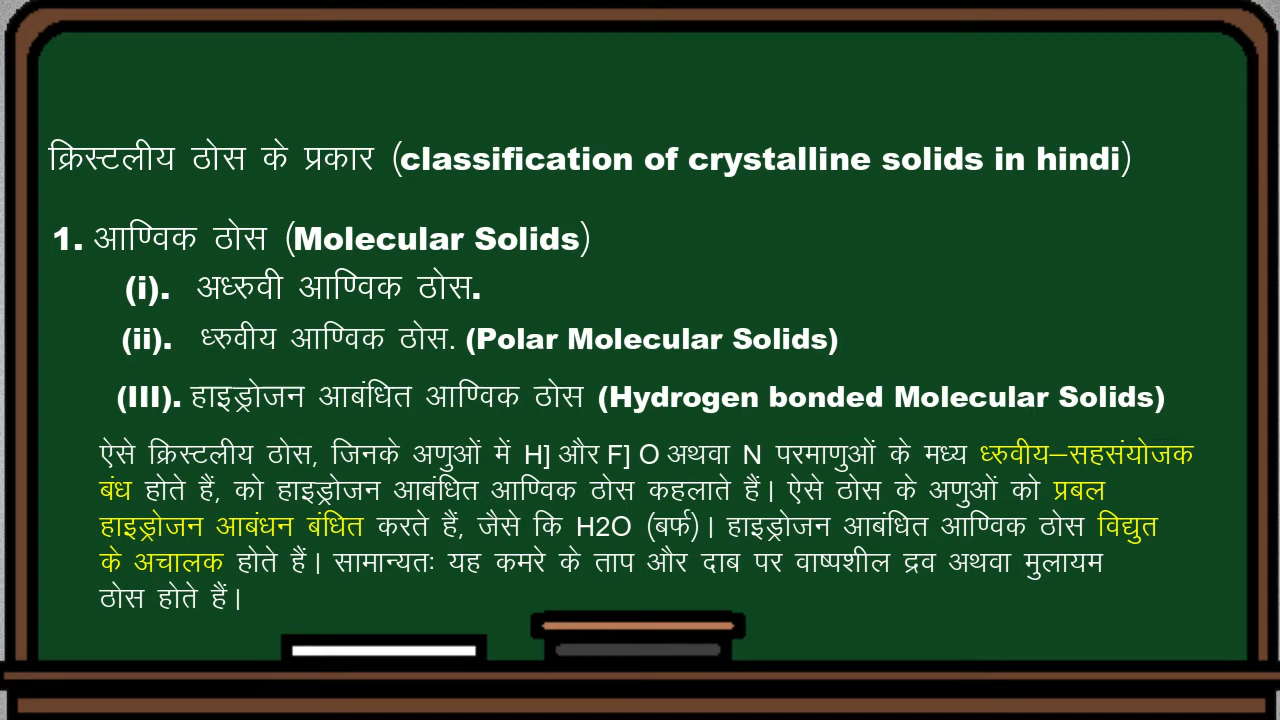 क्रिस्टलीय ठोस के प्रकार (classification of crystalline solids in hindi)
1. आण्विक ठोस (Molecular Solids)
(i). अध्रुवी आण्विक ठोस.
(ii). ध्रुवीय आण्विक ठोस. (Polar Molecular Solids)
(III). हाइड्रोजन आबंधित आण्विक ठोस (Hydrogen bonded Molecular Solids)
ऐसे क्रिस्टलीय ठोस, जिनके अणुओं में H] और F] O अथवा N परमाणुओं के मध्य ध्रुवीय–सहसंयोजक
बंध होते हैं, को हाइड्रोजन आबंधित आण्विक ठोस कहलाते हैं। ऐसे ठोस के अणुओं को प्रबल
हाइड्रोजन आबंधन बंधित करते हैं, जैसे कि H2O (बर्फ)। हाइड्रोजन आबंधित आण्विक ठोस विद्युत
के अचालक होते हैं। सामान्यतः यह कमरे के ताप और दाब पर वाष्पशील द्रव अथवा मुलायम
ठोस होते हैं।